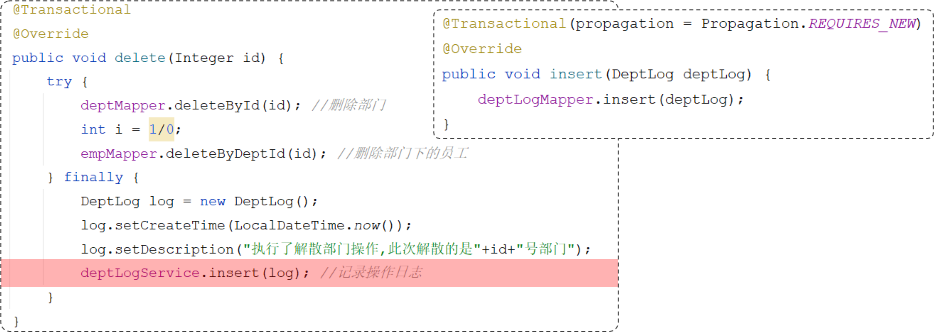 @Transactional
@Override
public void delete(Integer id) {
    try {
        deptMapper.deleteById(id); //删除部门
        int i = 1/0;
        empMapper.deleteByDeptId(id); //删除部门下的员工
    } finally {
        DeptLog log = new DeptLog();
        log.setCreateTime(LocalDateTime.now());
        log.setDescription("执行了解散部门操作,此次解散的是"+id+"号部门");
        deptLogService.insert(log); //记录操作日志
    }
}
@Transactional(propagation = Propagation.REQUIRES_NEW)
@Override
public void insert(DeptLog deptLog) {
    deptLogMapper.insert(deptLog);
}